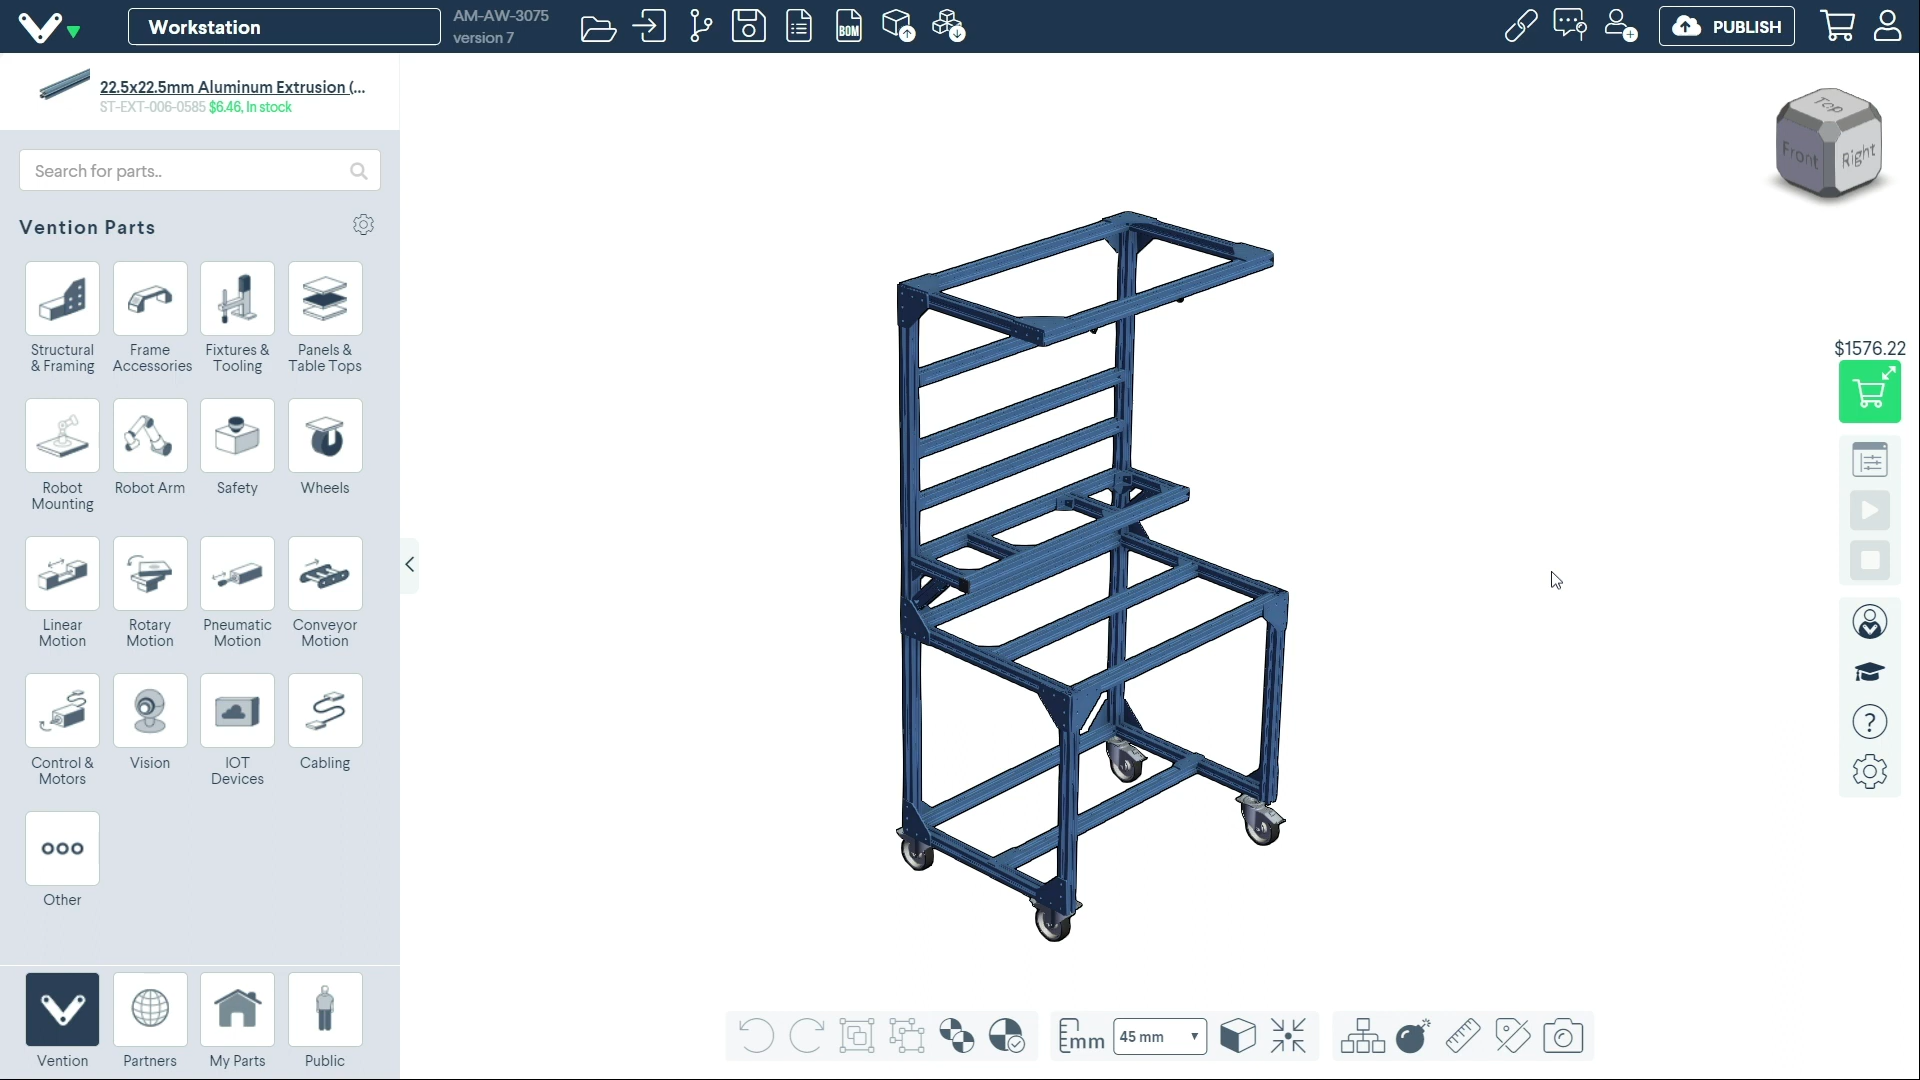 Workstation
AM-AW-3075
version 7
BOM
PUBLISH
22.5x22.5mm Aluminum Extrusion (...
ST-EXT-006-0585 $6.46, In stock
Search for parts..
Vention Parts
Structural
& Framing
Frame
Accessories
Fixtures &
Tooling
Panels &
Table Tops
Robot
Mounting
Robot Arm
Safety
Wheels
Linear
Motion
Rotary
Motion
Pneumatic
Motion
Conveyor
Motion
Control &
Motors
Vision
IOT
Devices
Cabling
Other
Vention
Partners
My Parts
Public
Top
Front
Right
$1576.22
?
mm
45 mm